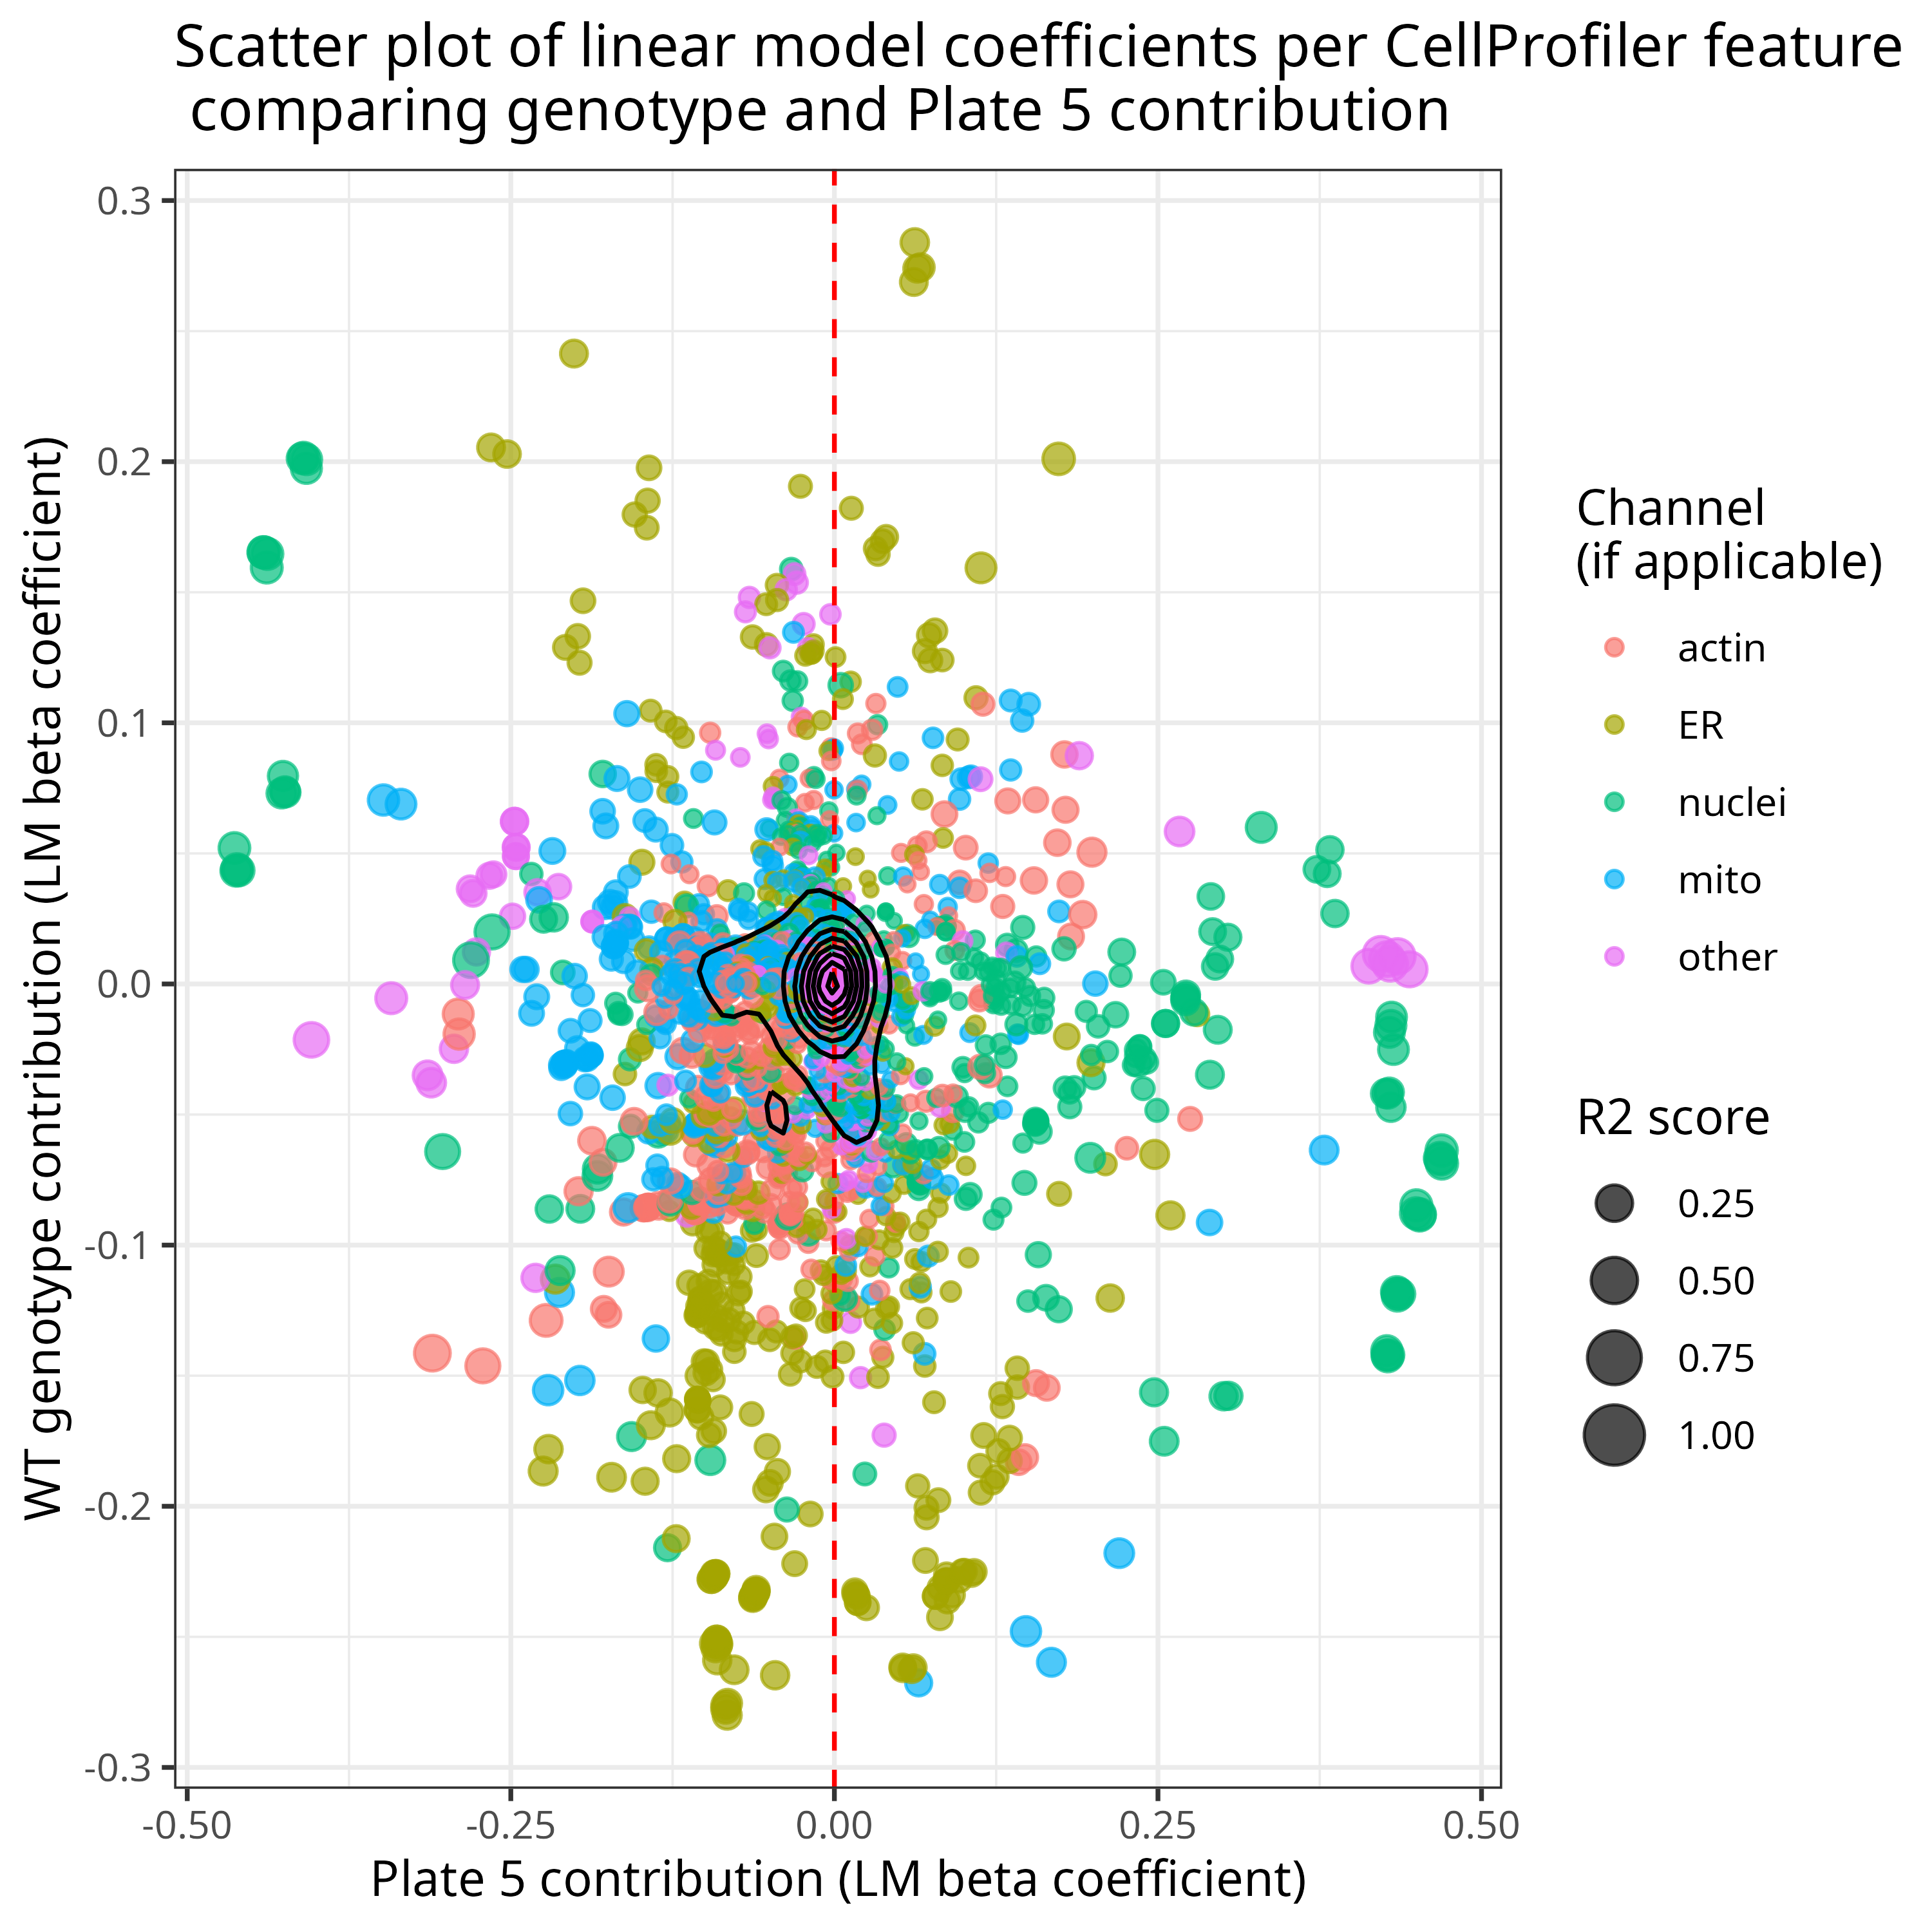 Scatter plot of linear model coefficients per CellProfiler feature
comparing genotype and Plate 5 contribution
WT genotype contribution (LM beta coefficient)
0.3
0.2
0.1
0.0
-0.1
-0.2
-0.3
-0.50
-0.25
0.00
0.25
0.50
Plate 5 contribution (LM beta coefficient)
Channel
(if applicable)
actin
ER
nuclei
mito
other
R2 score
0.25
0.50
0.75
1.00